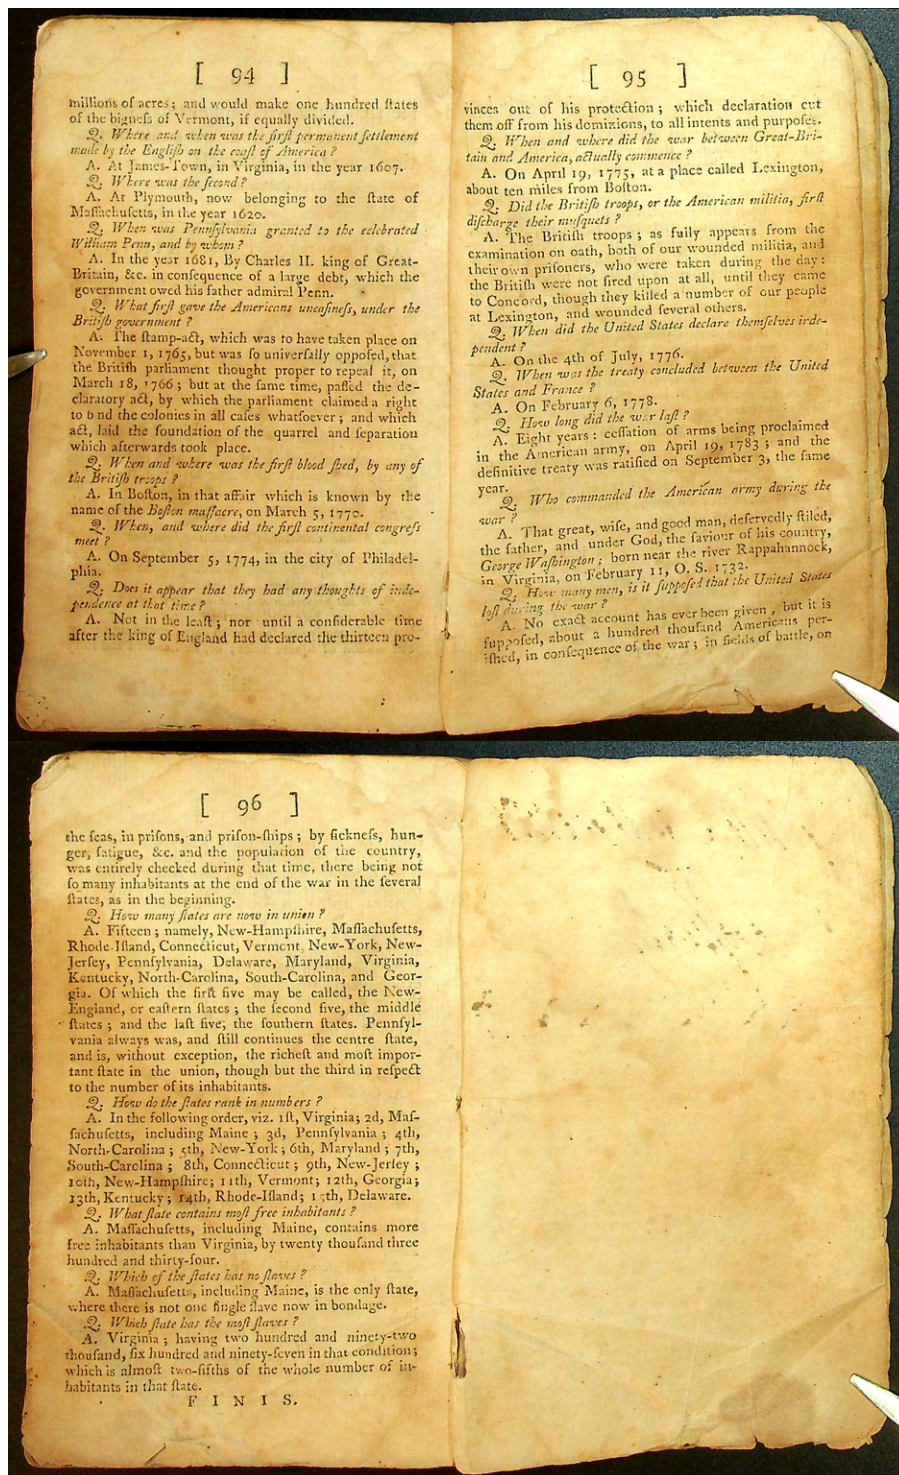 [ 94 ]
millions of acres; and would make one hundred ſtates
of the bigneſs of Vermont, if equally divided.
Q. Where and when was the firſt permanent ſettlement
made by the Engliſh on the coaſt of America?
A. At James-Town, in Virginia, in the year 1607.
Q. Where was the ſecond?
A. At Plymouth, now belonging to the ſtate of
Maſſachuſetts, in the year 1620.
Q. When was Pennſylvania granted to the celebrated
William Penn, and by whom?
A. In the year 1681, By Charles II. king of Great-
Britain, &c. in conſequence of a large debt, which the
government owed his father admiral Penn.
Q. What firſt gave the Americans uneaſineſs, under the
Britiſh government?
A. The ſtamp-act, which was to have taken place on
November 1, 1765, but was ſo univerſally oppoſed, that
the Britiſh parliament thought proper to repeal it, on
March 18, 1766; but at the ſame time, paſſed the de-
claratory act, by which the parliament claimed a right
to b nd the colonies in all caſes whatſoever; and which
act, laid the foundation of the quarrel and ſeparation
which afterwards took place.
Q. When and where was the firſt blood ſhed, by any of
the Britiſh troops?
A. In Boſton, in that affair which is known by the
name of the Boſton maſſacre, on March 5, 1770.
Q. When, and where did the firſt continental congreſs
meet?
A. On September 5, 1774, in the city of Philadel-
phia.
Q. Does it appear that they had any thoughts of inde-
pendence at that time?
A. Not in the leaſt; nor until a conſiderable time
after the king of England had declared the thirteen pro-
[ 95 ]
vinces out of his protection; which declaration cut
them off from his dominions, to all intents and purpoſes.
Q. When and where did the war between Great-Bri-
tain and America, actually commence?
A. On April 19, 1775, at a place called Lexington,
about ten miles from Boſton.
Q. Did the Britiſh troops, or the American militia, firſt
diſcharge their muſquets?
A. The Britiſh troops; as fully appears from the
examination on oath, both of our wounded militia, and
their own priſoners, who were taken during the day:
the Britiſh were not fired upon at all, until they came
to Concord, though they killed a number of our people
at Lexington, and wounded ſeveral others.
Q. When did the United States declare themſelves inde-
pendent?
A. On the 4th of July, 1776.
Q. When was the treaty concluded between the United
States and France?
A. On February 6, 1778.
Q. How long did the war laſt?
A. Eight years: ceſſation of arms being proclaimed
in the American army, on April 19, 1783; and the
definitive treaty was ratified on September 3, the ſame
year.
Q. Who commanded the American army during the
war?
A. That great, wiſe, and good man, deſervedly ſtiled,
the father, and under God, the ſaviour of his country,
George Waſhington; born near the river Rappahannock,
in Virginia, on February 11, O. S. 1732.
Q. How many men, is it ſuppoſed that the United States
loſt during the war?
A. No exact account has ever been given, but it is
ſuppoſed, about a hundred thouſand Americans per-
iſhed, in conſequence of the war; in fields of battle, on
[ 96 ]
the ſeas, in priſons, and priſon-ſhips; by ſickneſs, hun-
ger, fatigue, &c. and the population of the country,
was entirely checked during that time, there being not
ſo many inhabitants at the end of the war in the ſeveral
ſtates, as in the beginning.
Q. How many ſtates are now in union?
A. Fifteen; namely, New-Hampſhire, Maſſachuſetts,
Rhode-Iſland, Connecticut, Vermont, New-York, New-
Jerſey, Pennſylvania, Delaware, Maryland, Virginia,
Kentucky, North-Carolina, South-Carolina, and Geor-
gia. Of which the firſt five may be called, the New-
England, or eaſtern ſtates; the ſecond five, the middle
ſtates; and the laſt five, the ſouthern ſtates. Pennſyl-
vania always was, and ſtill continues the centre ſtate,
and is, without exception, the richeſt and moſt impor-
tant ſtate in the union, though but the third in reſpect
to the number of its inhabitants.
Q. How do the ſtates rank in numbers?
A. In the following order, viz. 1ſt, Virginia; 2d, Maſ-
ſachuſetts, including Maine; 3d, Pennſylvania; 4th,
North-Carolina; 5th, New-York; 6th, Maryland; 7th,
South-Carolina; 8th, Connecticut; 9th, New-Jerſey;
10th, New-Hampſhire; 11th, Vermont; 12th, Georgia;
13th, Kentucky; 14th, Rhode-Iſland; 15th, Delaware.
Q. What ſtate contains moſt free inhabitants?
A. Maſſachuſetts, including Maine, contains more
free inhabitants than Virginia, by twenty thouſand three
hundred and thirty-four.
Q. Which of the ſtates has no ſlaves?
A. Maſſachuſetts, including Maine, is the only ſtate,
where there is not one ſingle ſlave now in bondage.
Q. Which ſtate has the moſt ſlaves?
A. Virginia; having two hundred and ninety-two
thouſand, ſix hundred and ninety-ſeven in that condition;
which is almoſt two-fifths of the whole number of in-
habitants in that ſtate.
FINIS.